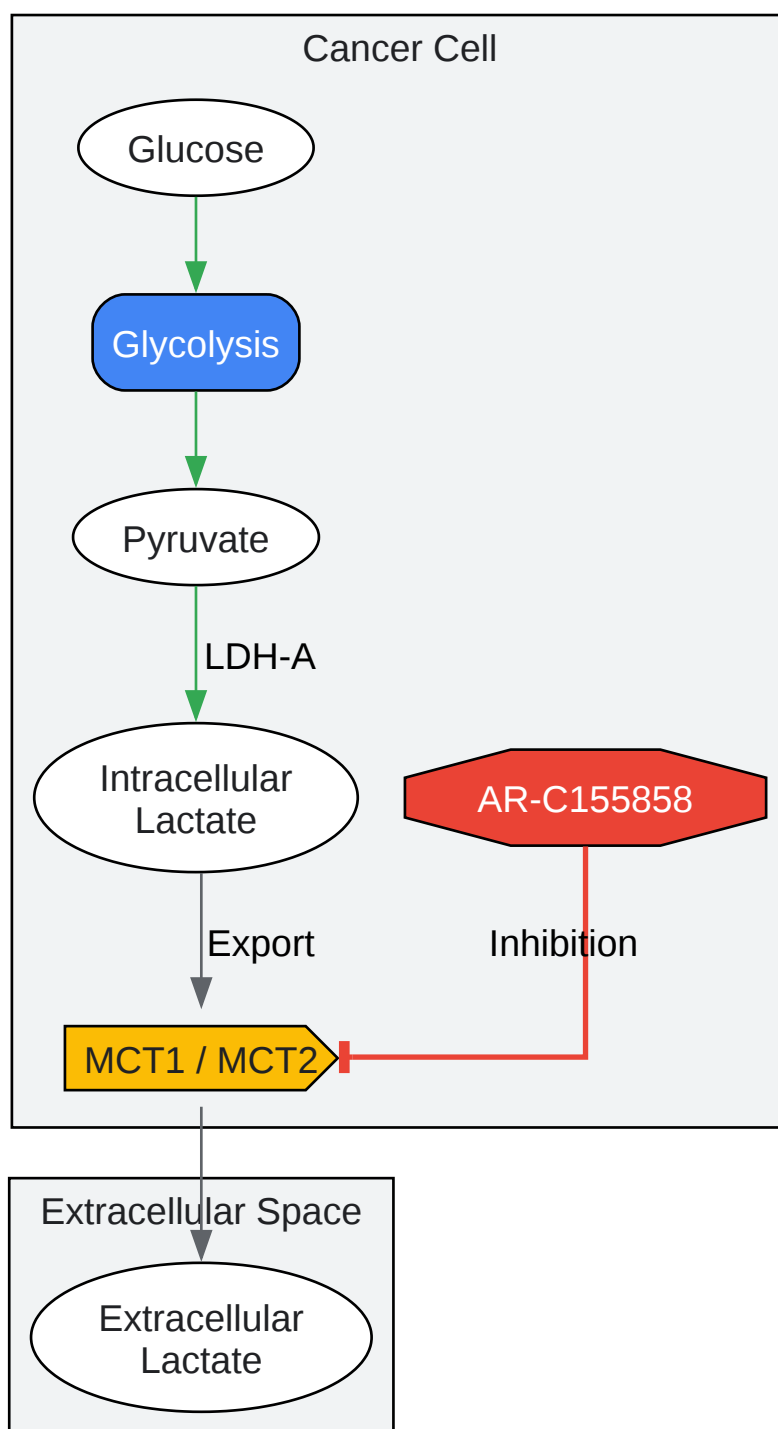 Cancer Cell
Glucose
Glycolysis
Pyruvate
LDH-A
Intracellular
Lactate
AR-C155858
Export
Inhibition
MCT1 / MCT2
Extracellular Space
Extracellular
Lactate